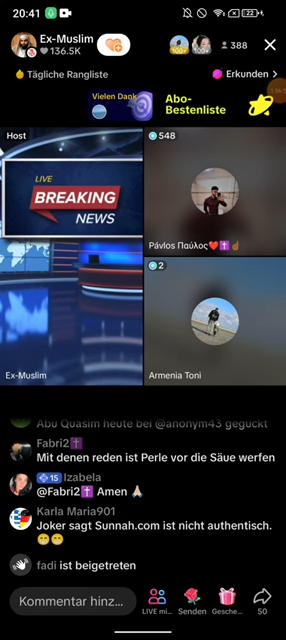 20:41
22
Ex-Muslim
136.5K
100+
100+
388
Tägliche Rangliste
Erkunden >
Vielen Dank
Abo-
Bestenliste
Host
LIVE
BREAKING
NEWS
548
Pávlos Παύλος❤️✝️☝🏽
2
Ex-Muslim
Armenia Toni
Abu Quasim heute bei @anonym43 geguckt
Fabri2✝️
Mit denen reden ist Perle vor die Säue werfen
15 Izabela
@Fabri2✝️ Amen 🙏🏻
Karla Maria901
Joker sagt Sunnah.com ist nicht authentisch.
😁😁
fadi ist beigetreten
Kommentar hinz...
LIVE mi...
Senden
Gesche...
50